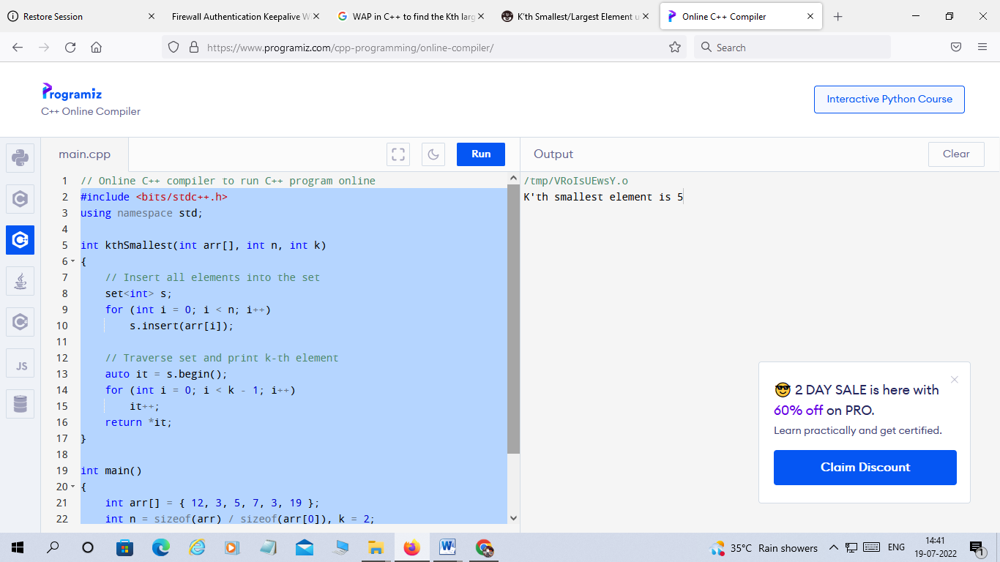 Restore Session
Firewall Authentication Keepalive W
WAP in C++ to find the Kth larg
K'th Smallest/Largest Element u
Online C++ Compiler
https://www.programiz.com/cpp-programming/online-compiler/
Search
Programiz
C++ Online Compiler
Interactive Python Course
main.cpp
Run
Output
Clear
JS
1 // Online C++ compiler to run C++ program online
2 #include <bits/stdc++.h>
3 using namespace std;
4
5 int kthSmallest(int arr[], int n, int k)
6 {
7 // Insert all elements into the set
8 set<int> s;
9 for (int i = 0; i < n; i++)
10 s.insert(arr[i]);
11
12 // Traverse set and print k-th element
13 auto it = s.begin();
14 for (int i = 0; i < k - 1; i++)
15 it++;
16 return *it;
17 }
18
19 int main()
20 {
21 int arr[] = { 12, 3, 5, 7, 3, 19 };
22 int n = sizeof(arr) / sizeof(arr[0]), k = 2;
/tmp/VRoIsUEwsY.o
K'th smallest element is 5
2 DAY SALE is here with
60% off on PRO.
Learn practically and get certified.
Claim Discount
35°C Rain showers
ENG
14:41
19-07-2022
1